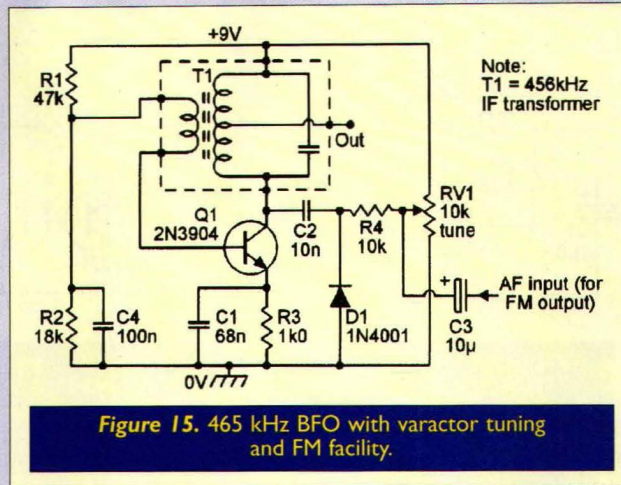 +9V
R1
47k
T1
Note:
T1 = 456kHz
IF transformer
Out
Q1
2N3904
C2
10n
R4
10k
RV1
10k
tune
R2
18k
C4
100n
C1
68n
R3
1k0
D1
1N4001
+
C3
10µ
AF input (for
FM output)
0V
Figure 15. 465 kHz BFO with varactor tuning
and FM facility.